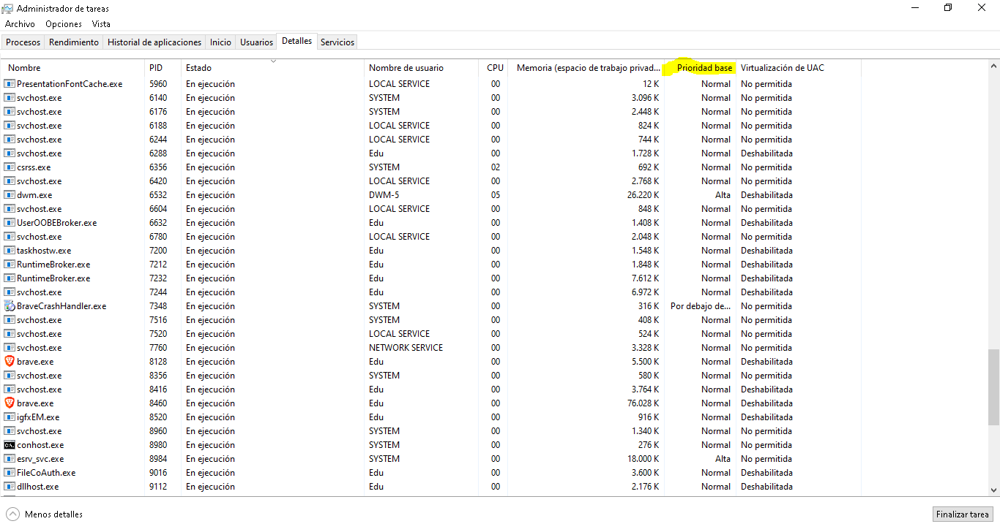 Administrador de tareas
Archivo Opciones Vista
Procesos Rendimiento Historial de aplicaciones Inicio Usuarios Detalles Servicios
Nombre PID Estado Nombre de usuario CPU Memoria (espacio de trabajo privad... Prioridad base Virtualización de UAC
PresentationFontCache.exe 5960 En ejecución LOCAL SERVICE 00 12 K Normal No permitida
svchost.exe 6140 En ejecución SYSTEM 00 3.096 K Normal No permitida
svchost.exe 6176 En ejecución SYSTEM 00 2.448 K Normal No permitida
svchost.exe 6188 En ejecución LOCAL SERVICE 00 824 K Normal No permitida
svchost.exe 6244 En ejecución LOCAL SERVICE 00 744 K Normal No permitida
svchost.exe 6288 En ejecución Edu 00 1.728 K Normal Deshabilitada
csrss.exe 6356 En ejecución SYSTEM 02 692 K Normal No permitida
svchost.exe 6420 En ejecución LOCAL SERVICE 00 2.768 K Normal No permitida
dwm.exe 6532 En ejecución DWM-5 05 26.220 K Alta Deshabilitada
svchost.exe 6604 En ejecución LOCAL SERVICE 00 848 K Normal No permitida
UserOOBEBroker.exe 6632 En ejecución Edu 00 1.408 K Normal Deshabilitada
svchost.exe 6780 En ejecución LOCAL SERVICE 00 2.048 K Normal No permitida
taskhostw.exe 7200 En ejecución Edu 00 1.548 K Normal Deshabilitada
RuntimeBroker.exe 7212 En ejecución Edu 00 1.848 K Normal Deshabilitada
RuntimeBroker.exe 7232 En ejecución Edu 00 7.612 K Normal Deshabilitada
svchost.exe 7244 En ejecución Edu 00 6.972 K Normal Deshabilitada
BraveCrashHandler.exe 7348 En ejecución SYSTEM 00 316 K Por debajo de... No permitida
svchost.exe 7516 En ejecución SYSTEM 00 408 K Normal No permitida
svchost.exe 7520 En ejecución LOCAL SERVICE 00 524 K Normal No permitida
svchost.exe 7760 En ejecución NETWORK SERVICE 00 3.328 K Normal No permitida
brave.exe 8128 En ejecución Edu 00 5.500 K Normal Deshabilitada
svchost.exe 8356 En ejecución SYSTEM 00 580 K Normal No permitida
svchost.exe 8416 En ejecución Edu 00 3.764 K Normal Deshabilitada
brave.exe 8460 En ejecución Edu 00 76.028 K Normal Deshabilitada
igfxEM.exe 8520 En ejecución Edu 00 916 K Normal Deshabilitada
svchost.exe 8960 En ejecución SYSTEM 00 1.340 K Normal No permitida
conhost.exe 8980 En ejecución SYSTEM 00 276 K Normal No permitida
esrv_svc.exe 8984 En ejecución SYSTEM 00 18.000 K Alta No permitida
FileCoAuth.exe 9016 En ejecución Edu 00 3.600 K Normal Deshabilitada
dllhost.exe 9112 En ejecución Edu 00 2.176 K Normal Deshabilitada
Menos detalles Finalizar tarea